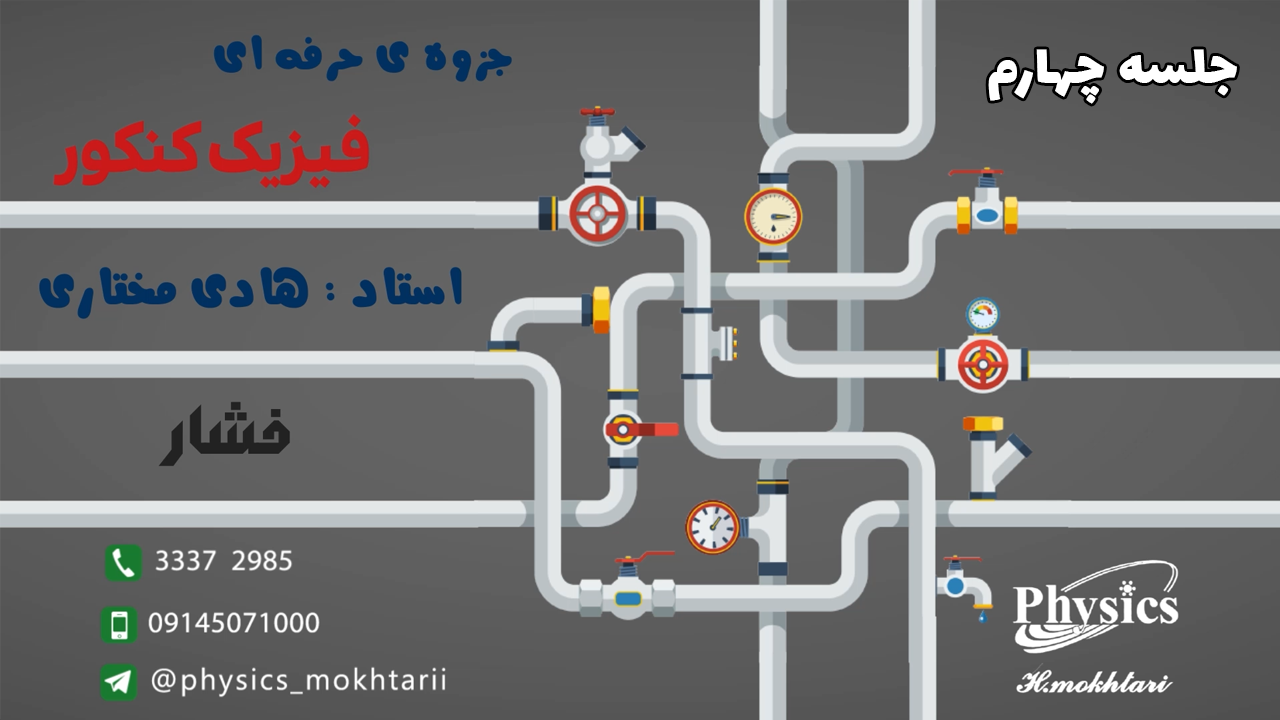 جلسه چهارم
جزوه ی حرفه ای
فیزیک کنکور
استاد : هادی مختاری
فشار
3337 2985
09145071000
@physics_mokhtarii
Physics
H.mokhtari